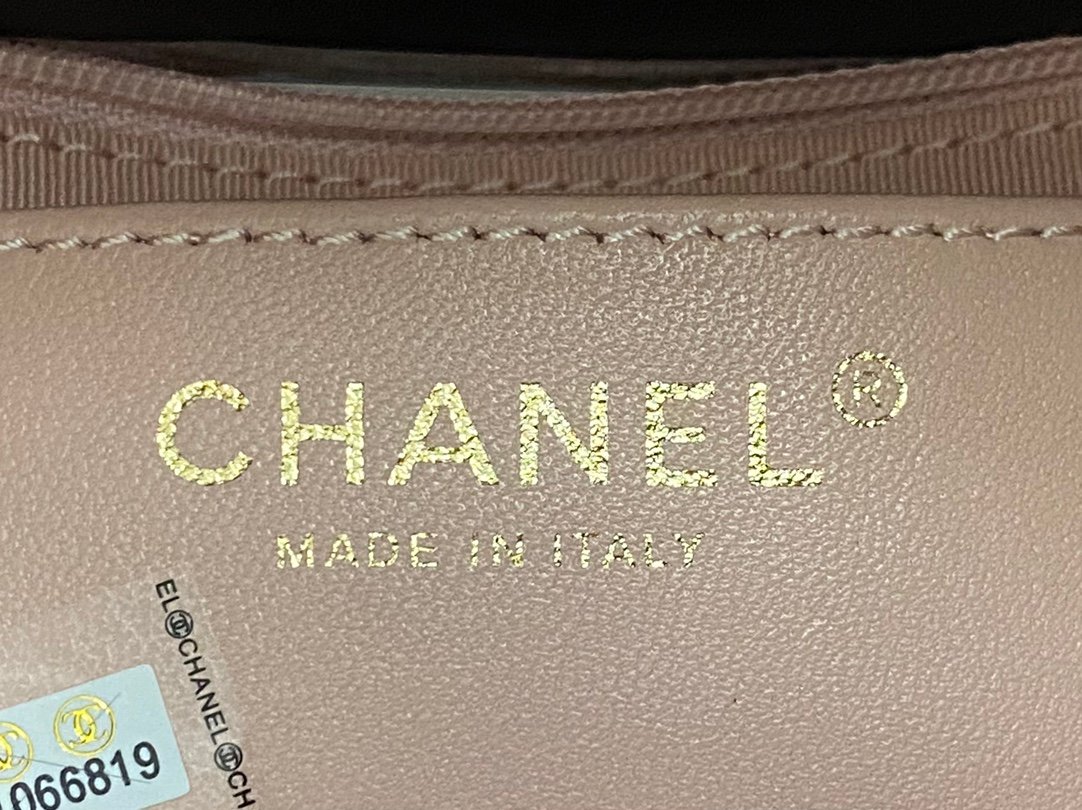 CHANEL®
MADE IN ITALY
EL CHANEL CH
066819